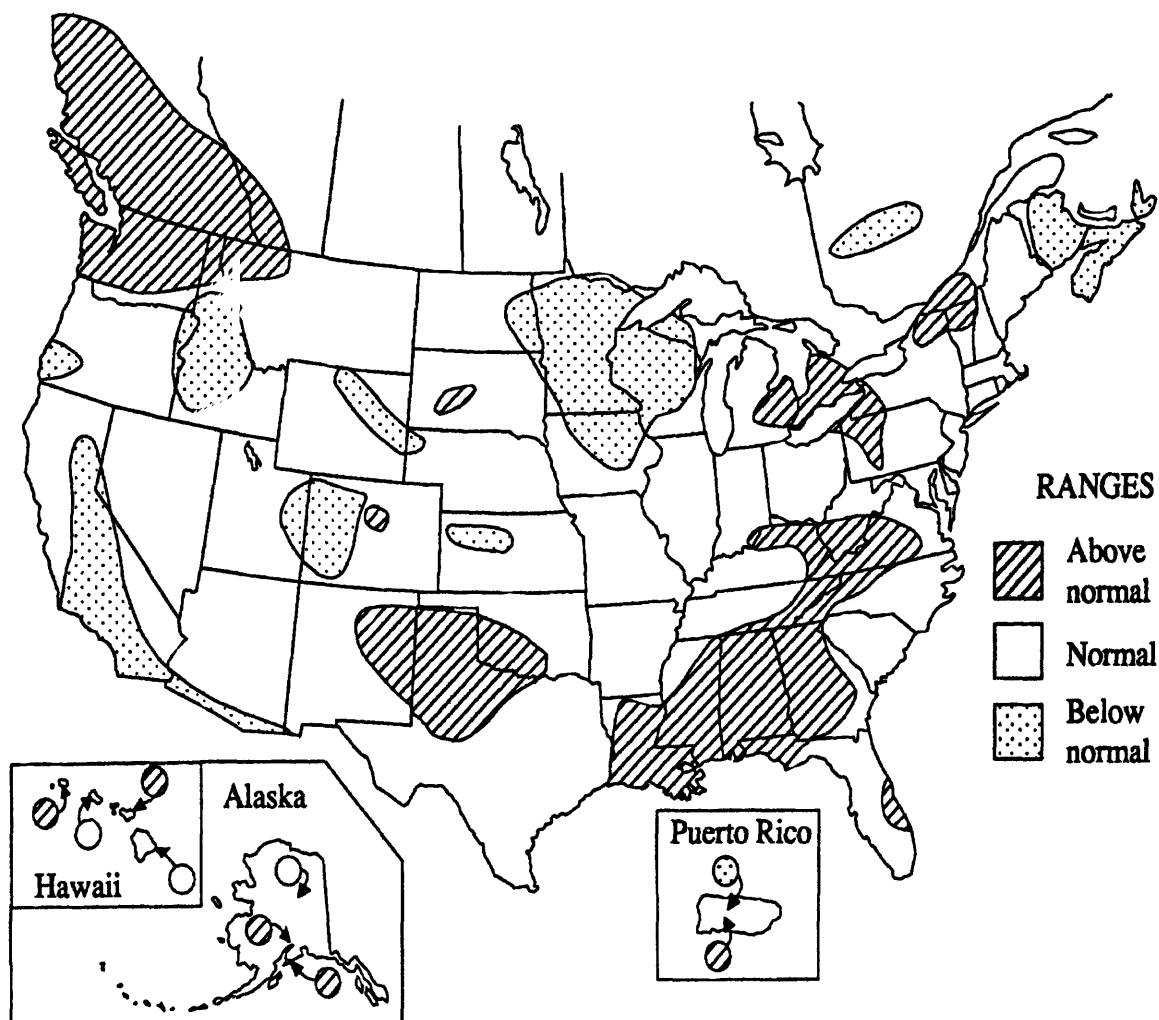 RANGES
Above
normal
Normal
Below
normal
Alaska
Hawaii
Puerto Rico